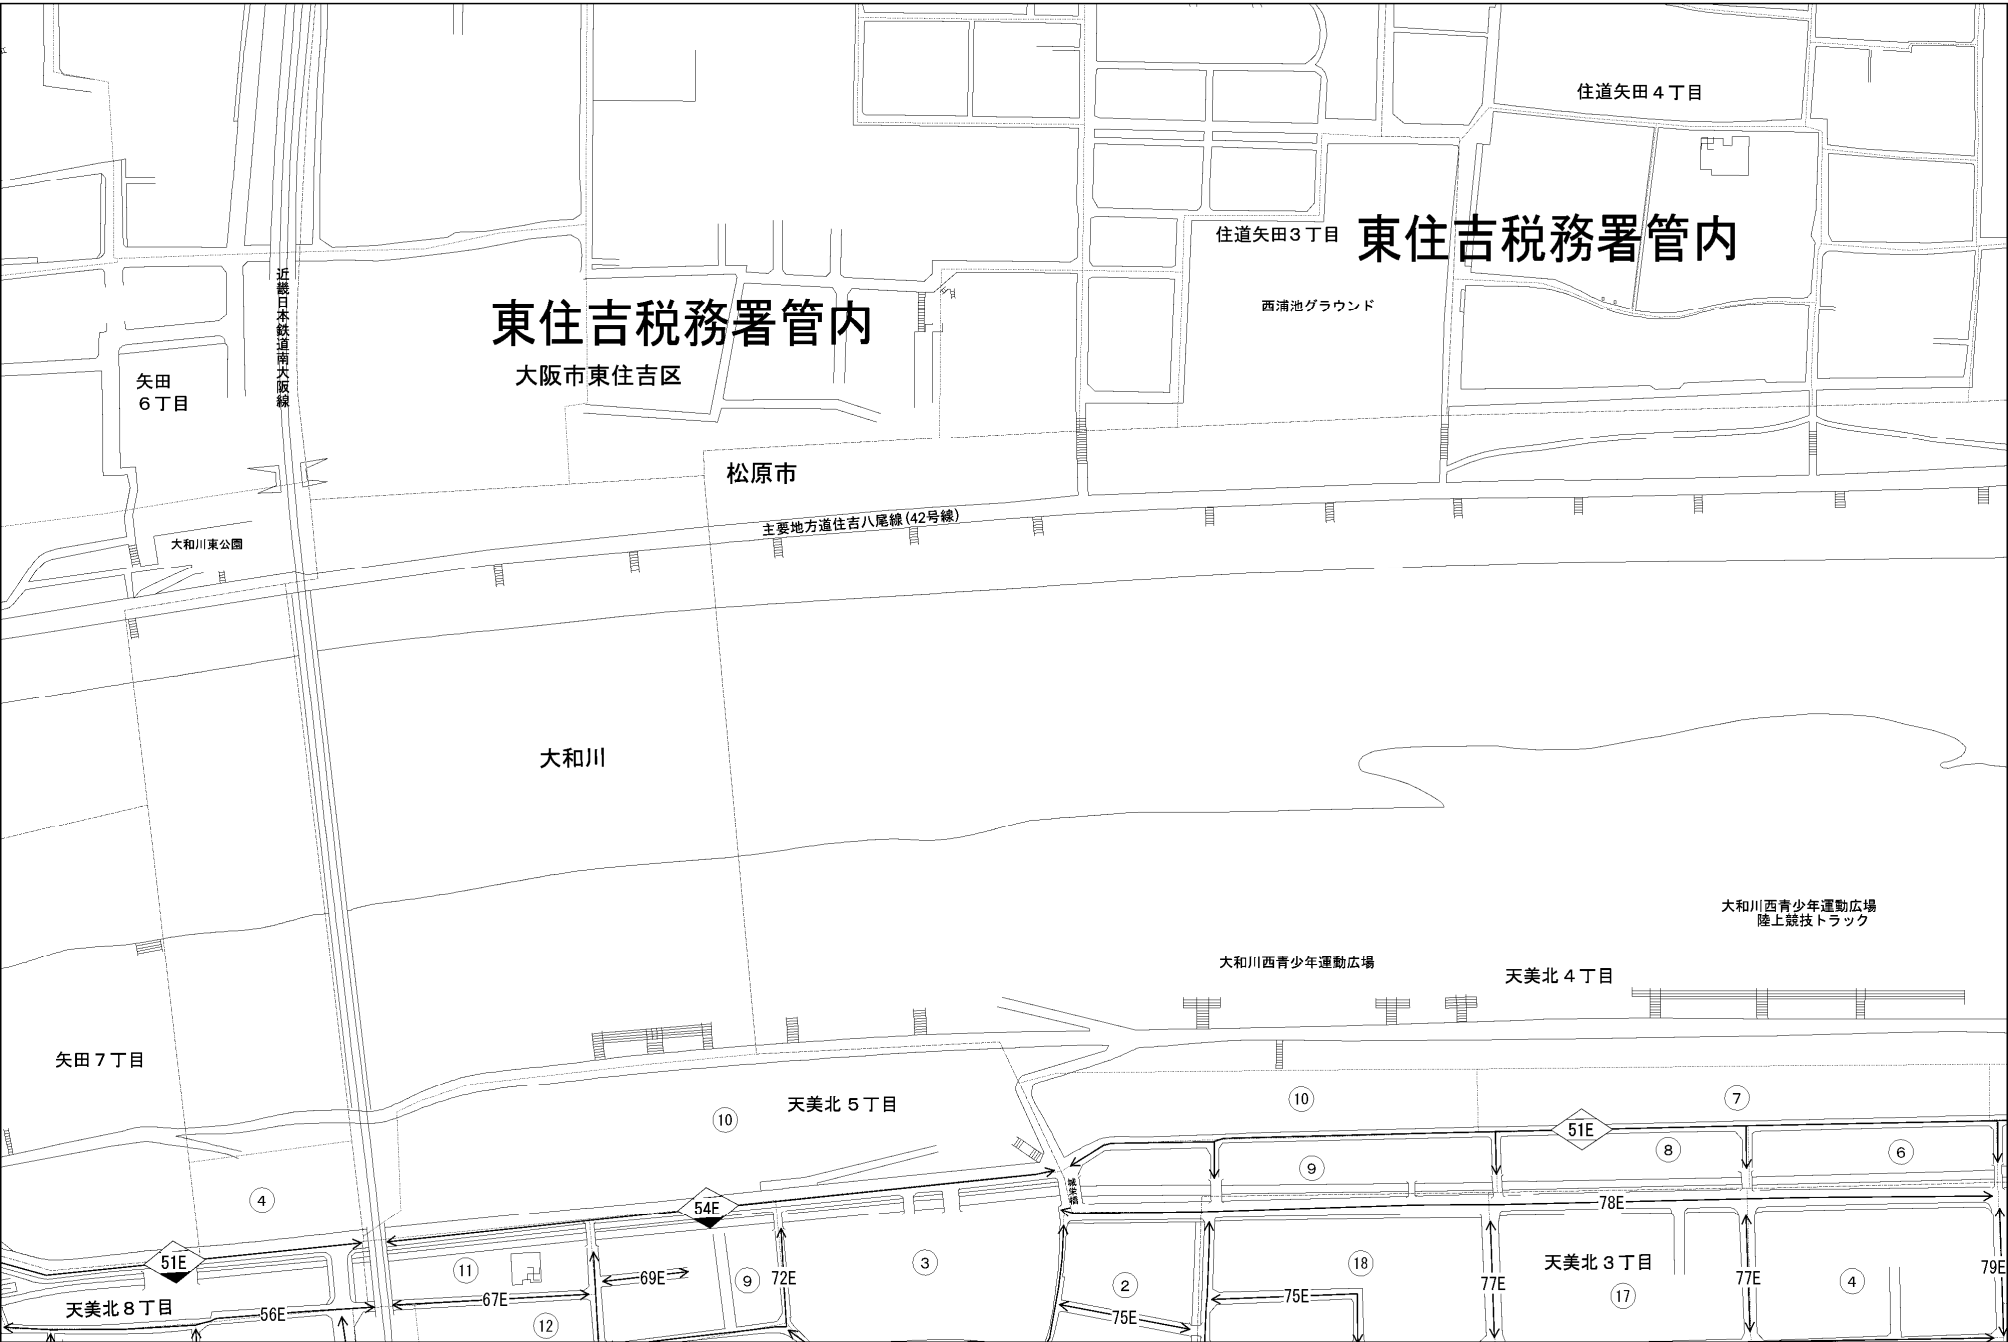 住道矢田４丁目
住道矢田３丁目
東住吉税務署管内
近畿日本鉄道南大阪線
東住吉税務署管内
西浦池グラウンド
大阪市東住吉区
矢田
６丁目
松原市
主要地方道住吉八尾線(42号線)
大和川東公園
大和川
大和川西青少年運動広場
陸上競技トラック
大和川西青少年運動広場
天美北４丁目
矢田７丁目
天美北５丁目
⑩
⑩
⑦
51E
⑨
⑧
⑥
④
54E
城栄橋
78E
51E
⑪
69E
⑨
72E
③
②
⑱
77E
天美北３丁目
77E
④
79E
天美北８丁目
56E
67E
⑫
75E
75E
⑰